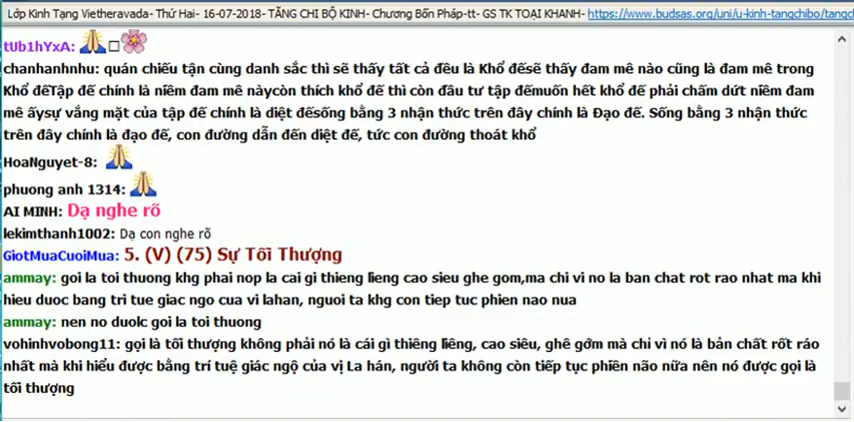 Lớp Kinh Tạng Vietheravada- Thứ Hai- 16-07-2018- TĂNG CHI BỘ KINH- Chương Bốn Pháp-tt- GS TK TOẠI KHANH- https://www.budsas.org/uni/u-kinh-tangchibo/tangc
tUb1hYxA: 🙏□🌸
chanhanhnhu: quán chiếu tận cùng danh sắc thì sẽ thấy tất cả đều là Khổ đếsẽ thấy đam mê nào cũng là đam mê trong
Khổ đếTập đế chính là niềm đam mê nàycòn thích khổ đế thì còn đầu tư tập đếmuốn hết khổ đế phải chấm dứt niềm đam
mê ấysự vắng mặt của tập đế chính là diệt đếsống bằng 3 nhận thức trên đây chính là Đạo đế. Sống bằng 3 nhận thức
trên đây chính là đạo đế, con đường dẫn đến diệt đế, tức con đường thoát khổ
HoaNguyet-8: 🙏
phuong anh 1314: 🙏
AI MINH: Dạ nghe rõ
lekimthanh1002: Dạ con nghe rõ
GiotMuaCuoiMua: 5. (V) (75) Sự Tối Thượng
ammay: goi la toi thuong khg phai nop la cai gi thieng lieng cao sieu ghe gom,ma chi vi no la ban chat rot rao nhat ma khi
hieu duoc bang tri tue giac ngo cua vi lahan, nguoi ta khg con tiep tuc phien nao nua
ammay: nen no duolc goi la toi thuong
vohinhvobong11: gọi là tối thượng không phải nó là cái gì thiêng liêng, cao siêu, ghê gớm mà chỉ vì nó là bản chất rốt ráo
nhất mà khi hiểu được bằng trí tuệ giác ngộ của vị La hán, người ta không còn tiếp tục phiền não nữa nên nó được gọi là
tối thượng